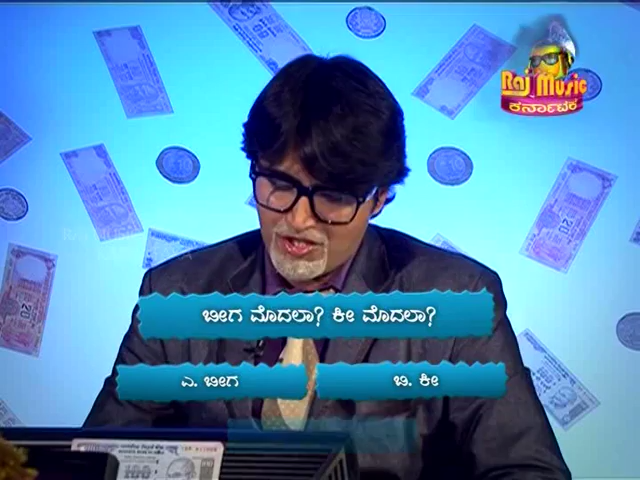 Raj Music
ಕರ್ನಾಟಕ
ಬೀಗ ಮೊದಲಾ? ಕೀ ಮೊದಲಾ?
ಎ. ಬೀಗ
ಬಿ. ಕೀ